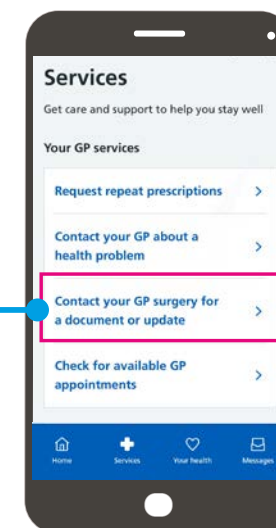 Services
Get care and support to help you stay well
Your GP services
Request repeat prescriptions
Contact your GP about a
health problem
Contact your GP surgery for
a document or update
Check for available GP
appointments
Home Services Your health Messages